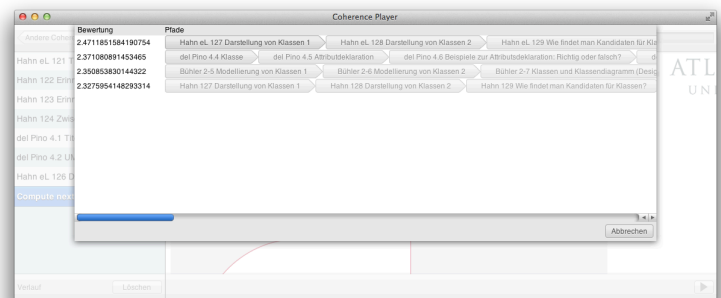 Coherence Player
Bewertung Pfade
2.4711851584190754 Hahn eL 127 Darstellung von Klassen 1 Hahn eL 128 Darstellung von Klassen 2 Hahn eL 129 Wie findet man Kandidaten für Kla
2.371080891453465 del Pino 4.4 Klasse del Pino 4.5 Attributdeklaration del Pino 4.6 Beispiele zur Attributsdeklaration: Richtig oder falsch? d
2.350853830144322 Bühler 2-5 Modellierung von Klassen 1 Bühler 2-6 Modellierung von Klassen 2 Bühler 2-7 Klassen und Klassendiagramm (Desig
2.3275954148293314 Hahn 127 Darstellung von Klassen 1 Hahn 128 Darstellung von Klassen 2 Hahn 129 Wie findet man Kandidaten für Klassen?
Andere Coheren
Hahn eL 121 T
Hahn 122 Erinn
Hahn 123 Erinn
Hahn 124 Zwis
del Pino 4.1 Tit
del Pino 4.2 UM
Hahn eL 126 D
Compute next
ATL
UNI
Abbrechen
Verlauf Löschen